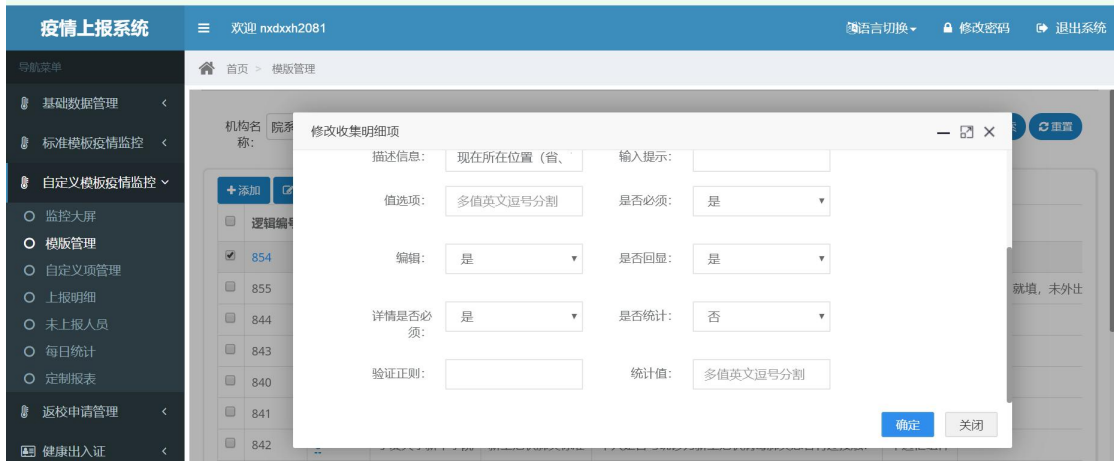 疫情上报系统
欢迎 nxdxxh2081
语言切换
修改密码
退出系统
导航菜单
首页 > 模版管理
基础数据管理
标准模板疫情监控
自定义模板疫情监控
监控大屏
模版管理
自定义项管理
上报明细
未上报人员
每日统计
定制报表
返校申请管理
健康出入证
机构名称:
院系
重置
+添加
逻辑编号
854
855
就填，未外出
844
843
840
841
842
修改收集明细项
描述信息:
现在所在位置（省、
输入提示:
值选项:
多值英文逗号分割
是否必须:
是
编辑:
是
是否回显:
是
详情是否必须:
是
是否统计:
否
验证正则:
统计值:
多值英文逗号分割
确定
关闭